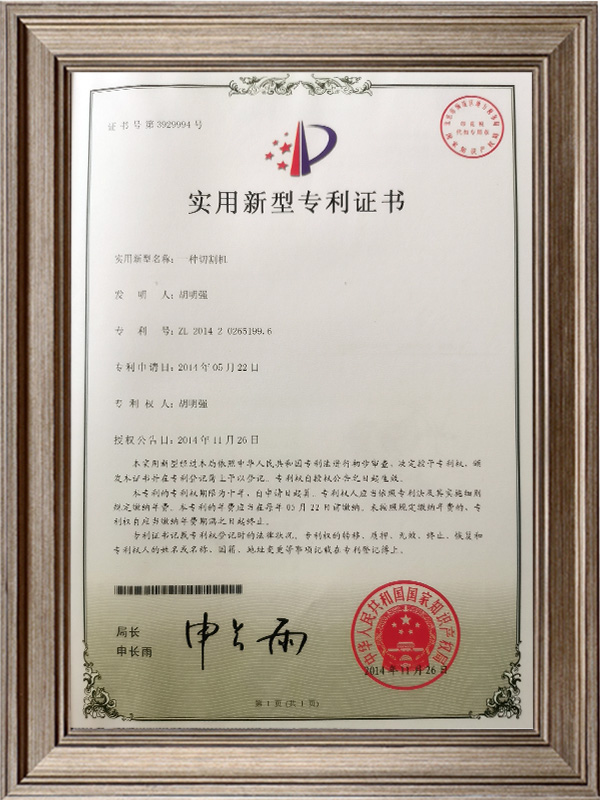 证书号第3929994号
实用新型专利证书
实用新型名称：一种切割机
发 明 人：胡明强
专 利 号：ZL 2014 2 0265199.6
专利申请日：2014年05月22日
专 利 权 人：胡明强
授权公告日：2014年11月26日
本实用新型经过本局依照中华人民共和国专利法进行初步审查，决定授予专利权，颁
发本证书并在专利登记簿上予以登记。专利权自授权公告之日起生效。
本专利的专利权期限为十年，自申请日起算。专利权人应当依照专利法及其实施细则
规定缴纳年费。本专利的年费应当在每年05月22日前缴纳。未按照规定缴纳年费的，专
利权自应当缴纳年费期满之日起终止。
专利证书记载专利权登记时的法律状况。专利权的转移、质押、无效、终止、恢复和
专利权人的姓名或名称、国籍、地址变更等事项记载在专利登记簿上。
局长
申长雨
申长雨
中华人民共和国国家知识产权局
2014年11月26日
第1页(共1页)